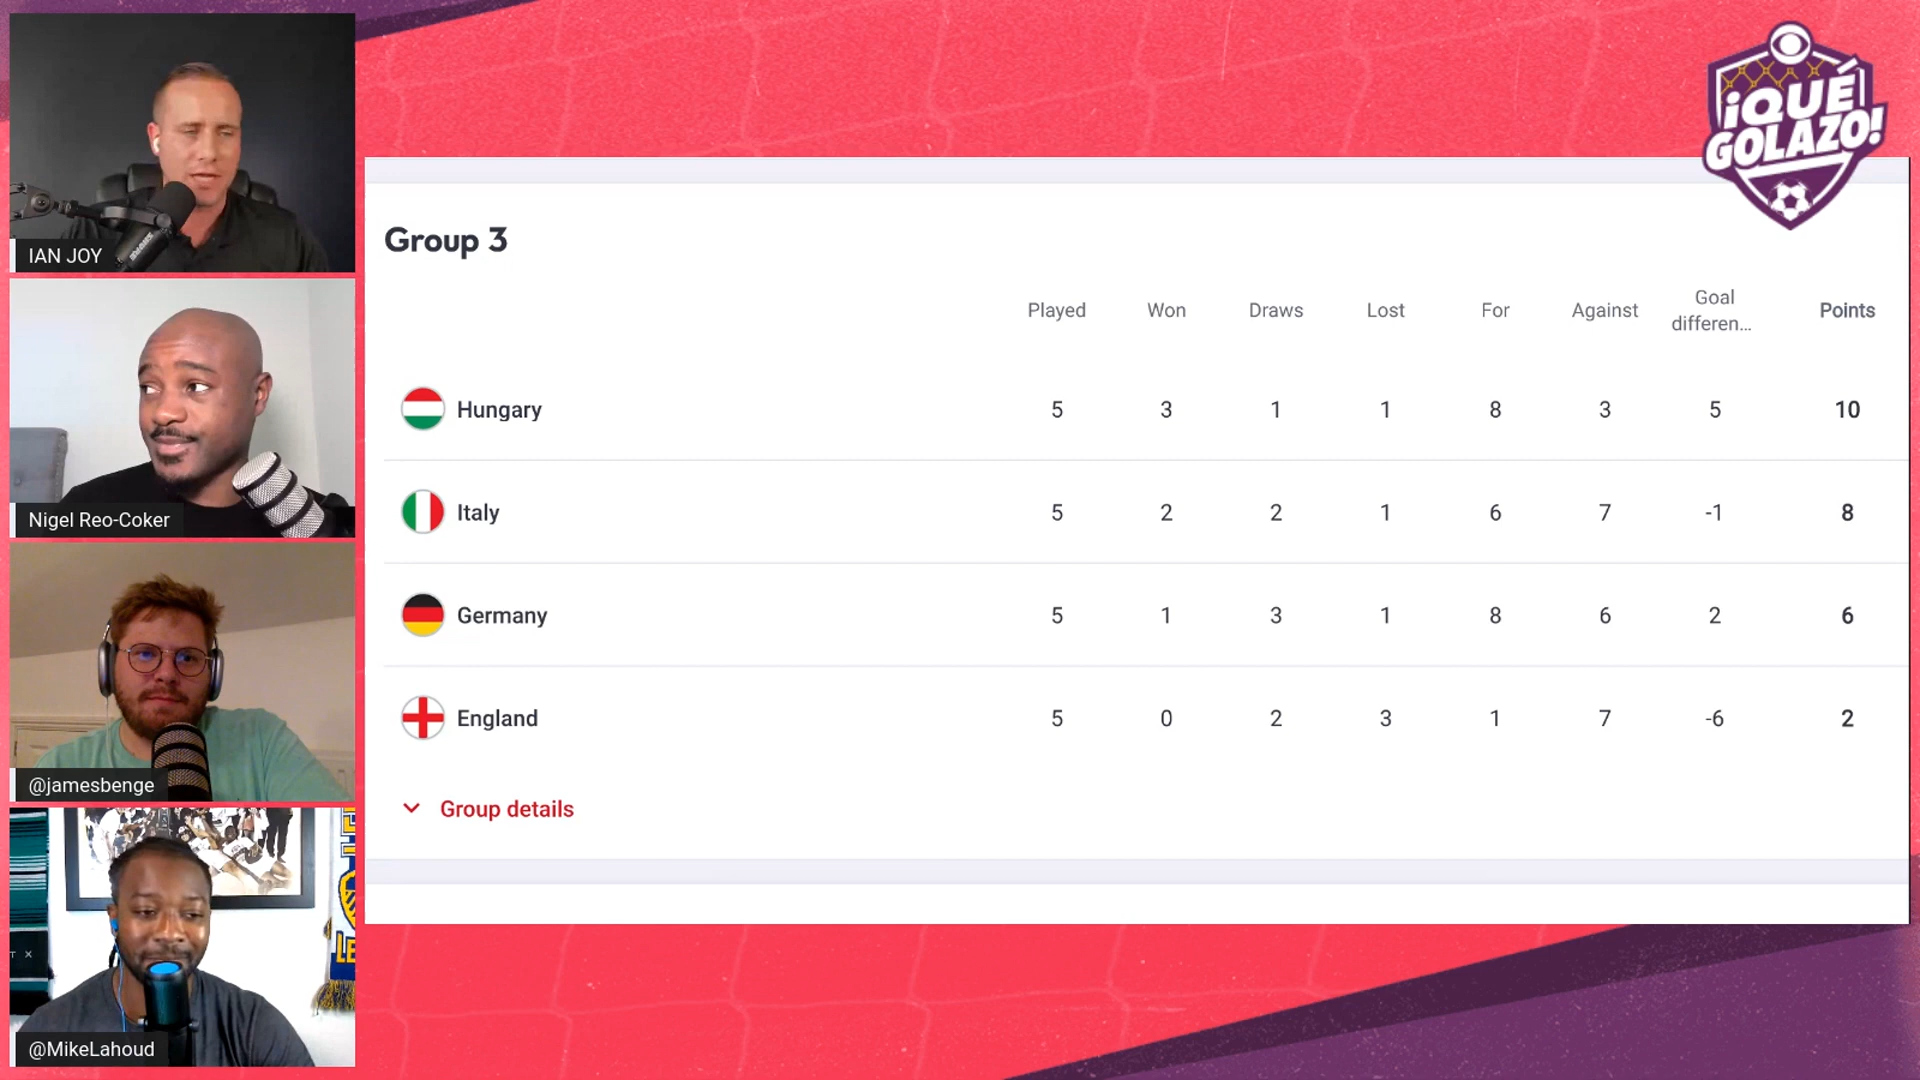 IAN JOY
Nigel Reo-Coker
@jamesbenge
@MikeLahoud
¡QUÉ
GOLAZO!
Group 3
Played Won Draws Lost For Against Goal differen... Points
Hungary 5 3 1 1 8 3 5 10
Italy 5 2 2 1 6 7 -1 8
Germany 5 1 3 1 8 6 2 6
England 5 0 2 3 1 7 -6 2
Group details